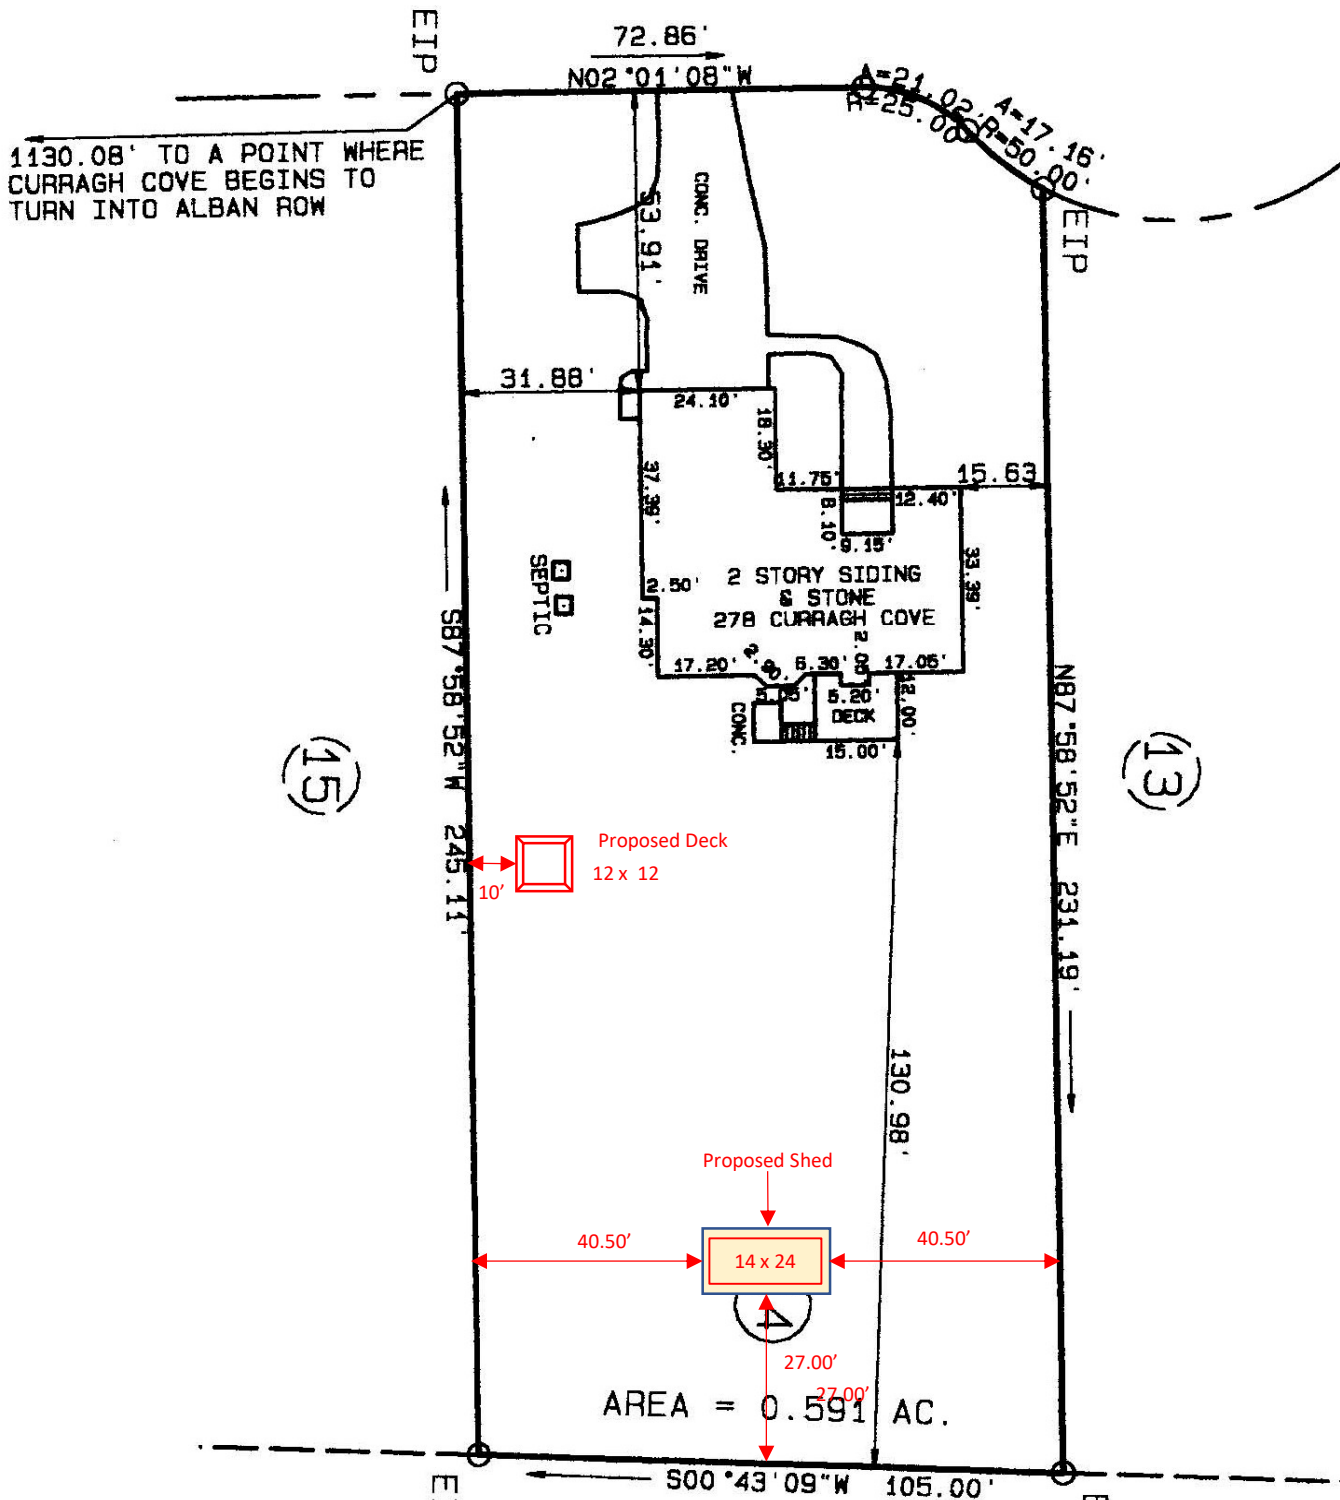 EIP
72.86'
N02°01'08"W
A=21.02'
R=25.00'
A=17.16'
R=50.00'
EIP
1130.08' TO A POINT WHERE
CURRAGH COVE BEGINS TO
TURN INTO ALBAN ROW
53.91'
CONC. DRIVE
31.88'
24.10'
18.30'
11.75'
8.10'
9.15'
12.40'
15.63
37.39'
33.39'
SEPTIC
2.50'
14.30'
2 STORY SIDING
& STONE
278 CURRAGH COVE
17.20'
2.90'
6.30'
2.05
17.05'
5.20'
DECK
12.00'
15.00'
CONC.
S87°58'52"W 245.11'
N87°58'52"E 231.19'
15
13
Proposed Deck
12 x 12
10'
130.98'
Proposed Shed
40.50'
14 x 24
40.50'
27.00'
27.00'
AREA = 0.591 AC.
S00°43'09"W 105.00'